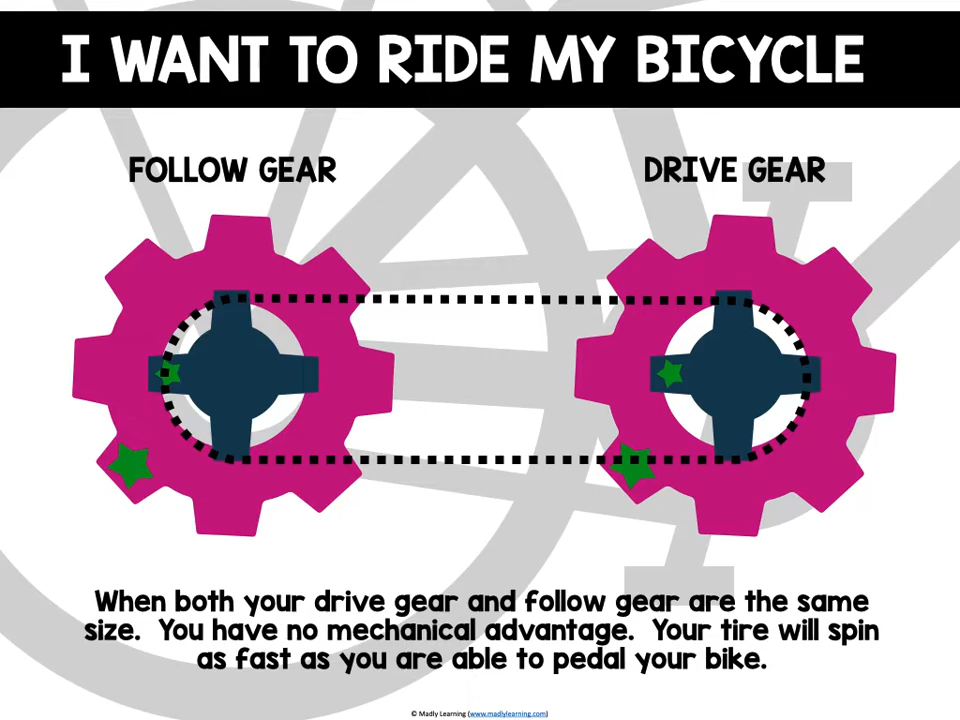 I WANT TO RIDE MY BICYCLE
FOLLOW GEAR
DRIVE GEAR
When both your drive gear and follow gear are the same
size.  You have no mechanical advantage.  Your tire will spin
as fast as you are able to pedal your bike.
© Madly Learning (www.madlylearning.com)